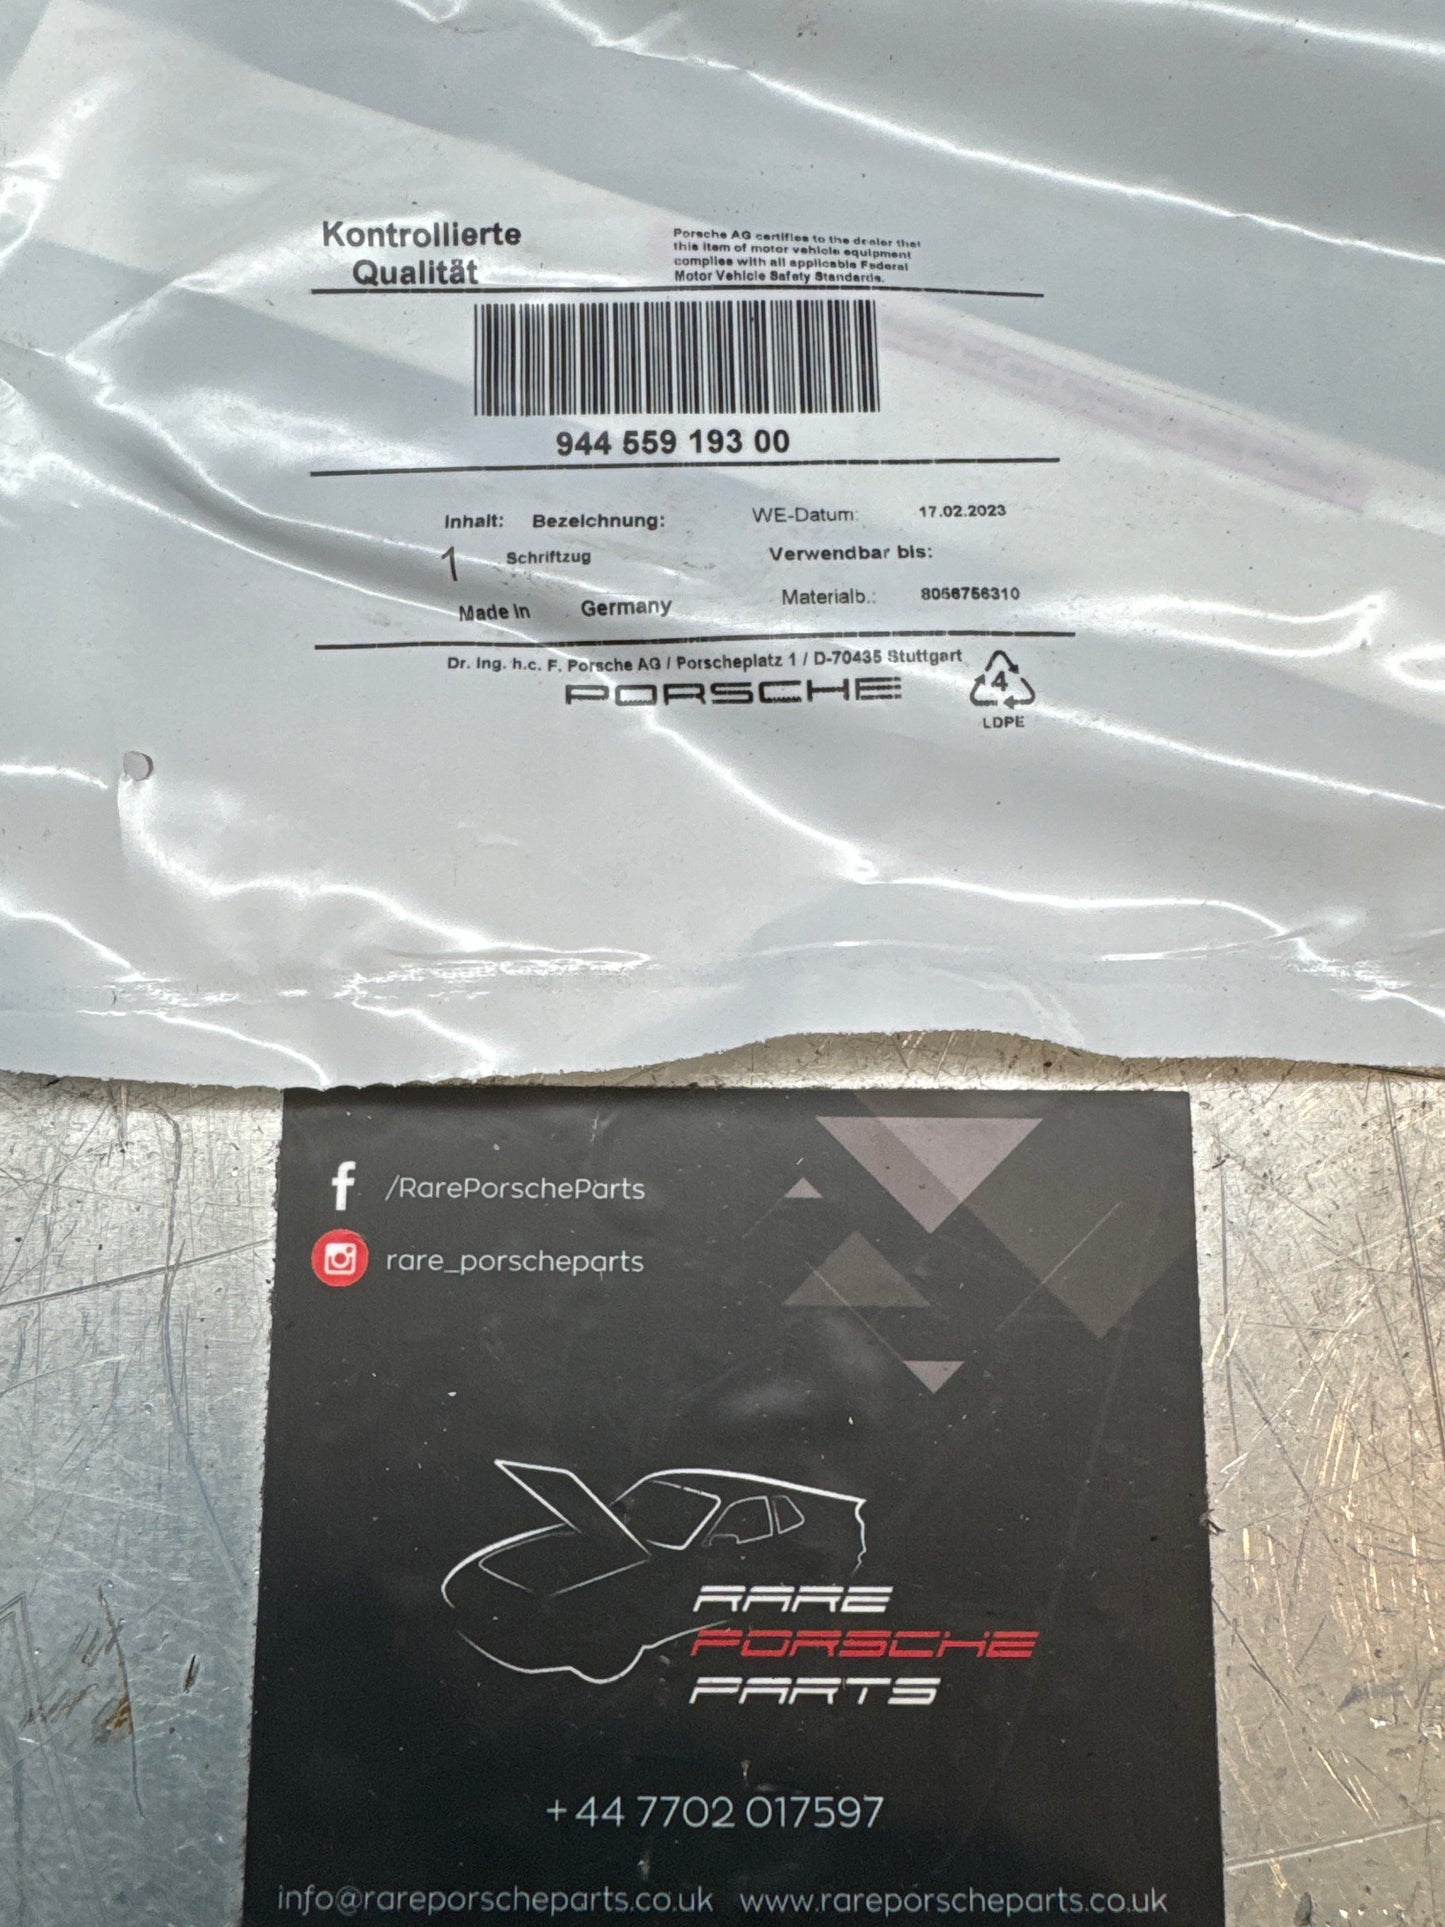 Kontrollierte
Qualität
Porsche AG certifies to the dealer that
this item of motor vehicle equipment
complies with all applicable Federal
Motor Vehicle Safety Standards.
944 559 193 00
Inhalt: Bezeichnung: WE-Datum: 17.02.2023
1 Schriftzug Verwendbar bis:
Made in Germany Materialb.: 8056756310
Dr. Ing. h.c. F. Porsche AG / Porscheplatz 1 / D-70435 Stuttgart
PORSCHE
4
LDPE
f /RarePorscheParts
rare_porscheparts
RARE
PORSCHE
PARTS
+44 7702 017597
info@rareporscheparts.co.uk www.rareporscheparts.co.uk